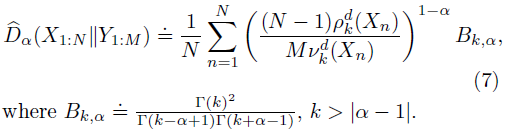 $\widehat{D}_{\alpha}(X_{1:N}\|Y_{1:M}) \doteq \frac{1}{N} \sum_{n=1}^{N} \left( \frac{(N-1)\rho_k^d(X_n)}{M\nu_k^d(X_n)} \right)^{1-\alpha} B_{k,\alpha},$
(7)
where $B_{k,\alpha} \doteq \frac{\Gamma(k)^2}{\Gamma(k-\alpha+1)\Gamma(k+\alpha-1)}$, $k > |\alpha - 1|$.